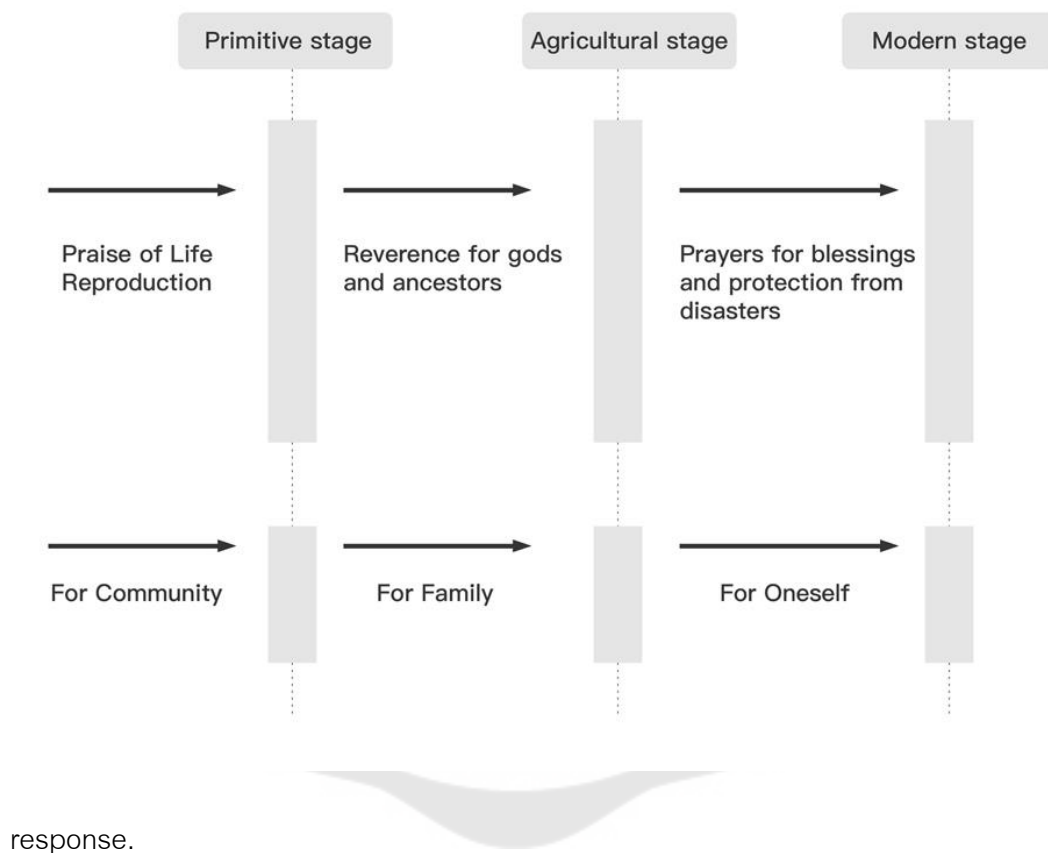 Primitive stage
Agricultural stage
Modern stage
Praise of Life
Reproduction
Reverence for gods
and ancestors
Prayers for blessings
and protection from
disasters
For Community
For Family
For Oneself
response.